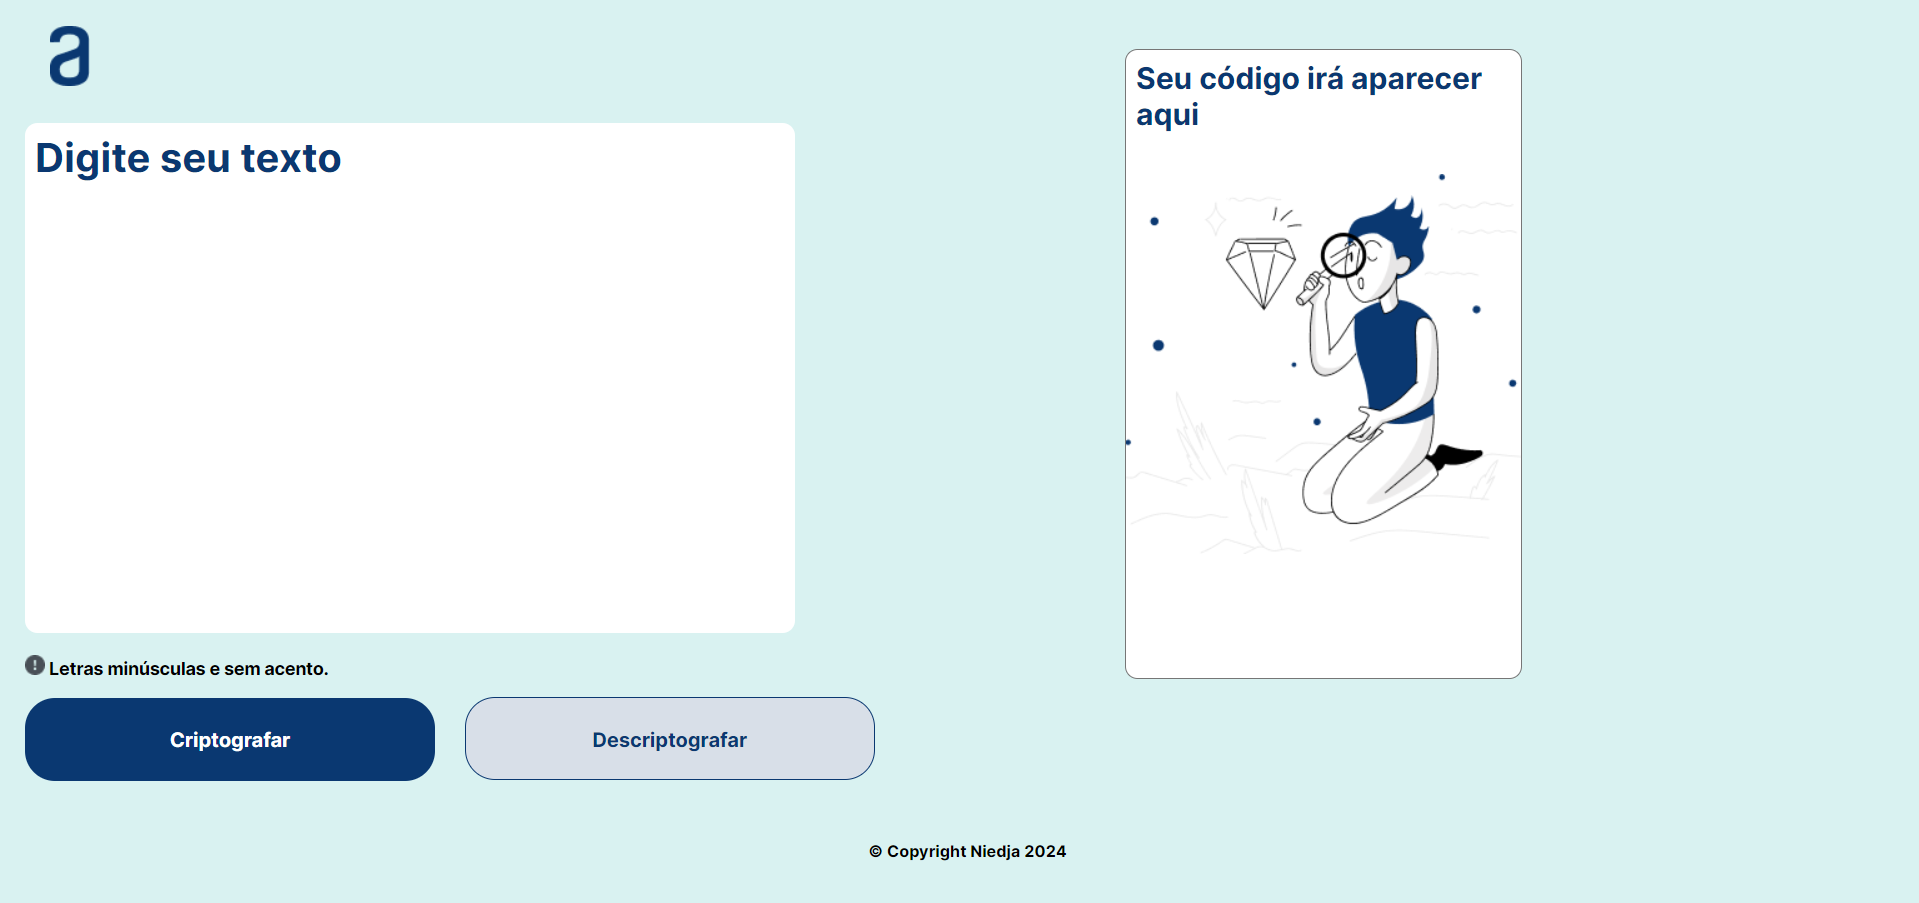 a
Digite seu texto
Letras minúsculas e sem acento.
Criptografar
Descriptografar
Seu código irá aparecer
aqui
© Copyright Niedja 2024